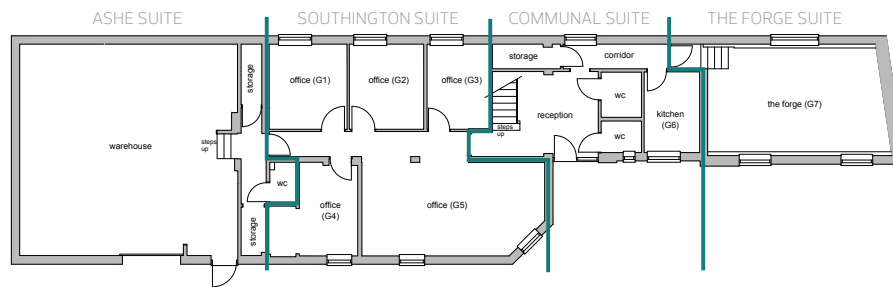 ASHE SUITE
SOUTHINGTON SUITE
COMMUNAL SUITE
THE FORGE SUITE
storage
office (G1)
office (G2)
office (G3)
storage
corridor
wc
kitchen
(G6)
the forge (G7)
warehouse
steps
up
reception
steps
up
wc
wc
office
(G4)
office (G5)
storage